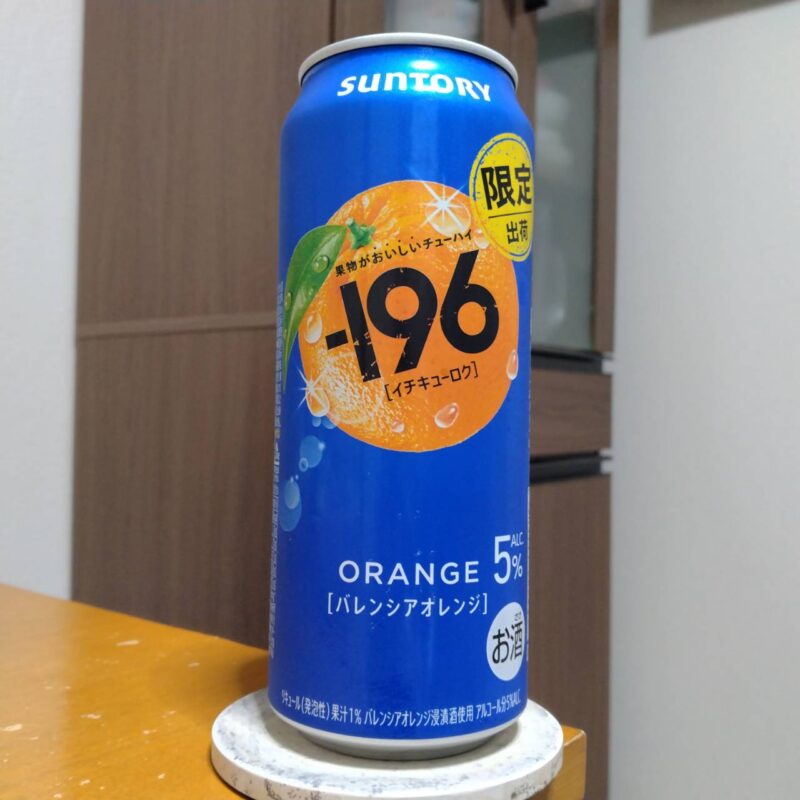 SUNTORY
限定
出荷
果物がおいしいチューハイ
-196
[イチキューロク]
ALC.
5%
ORANGE
[バレンシアオレンジ]
お酒
リキュール(発泡性) 果汁1% バレンシアオレンジ浸漬酒使用 アルコール分5%ALC.